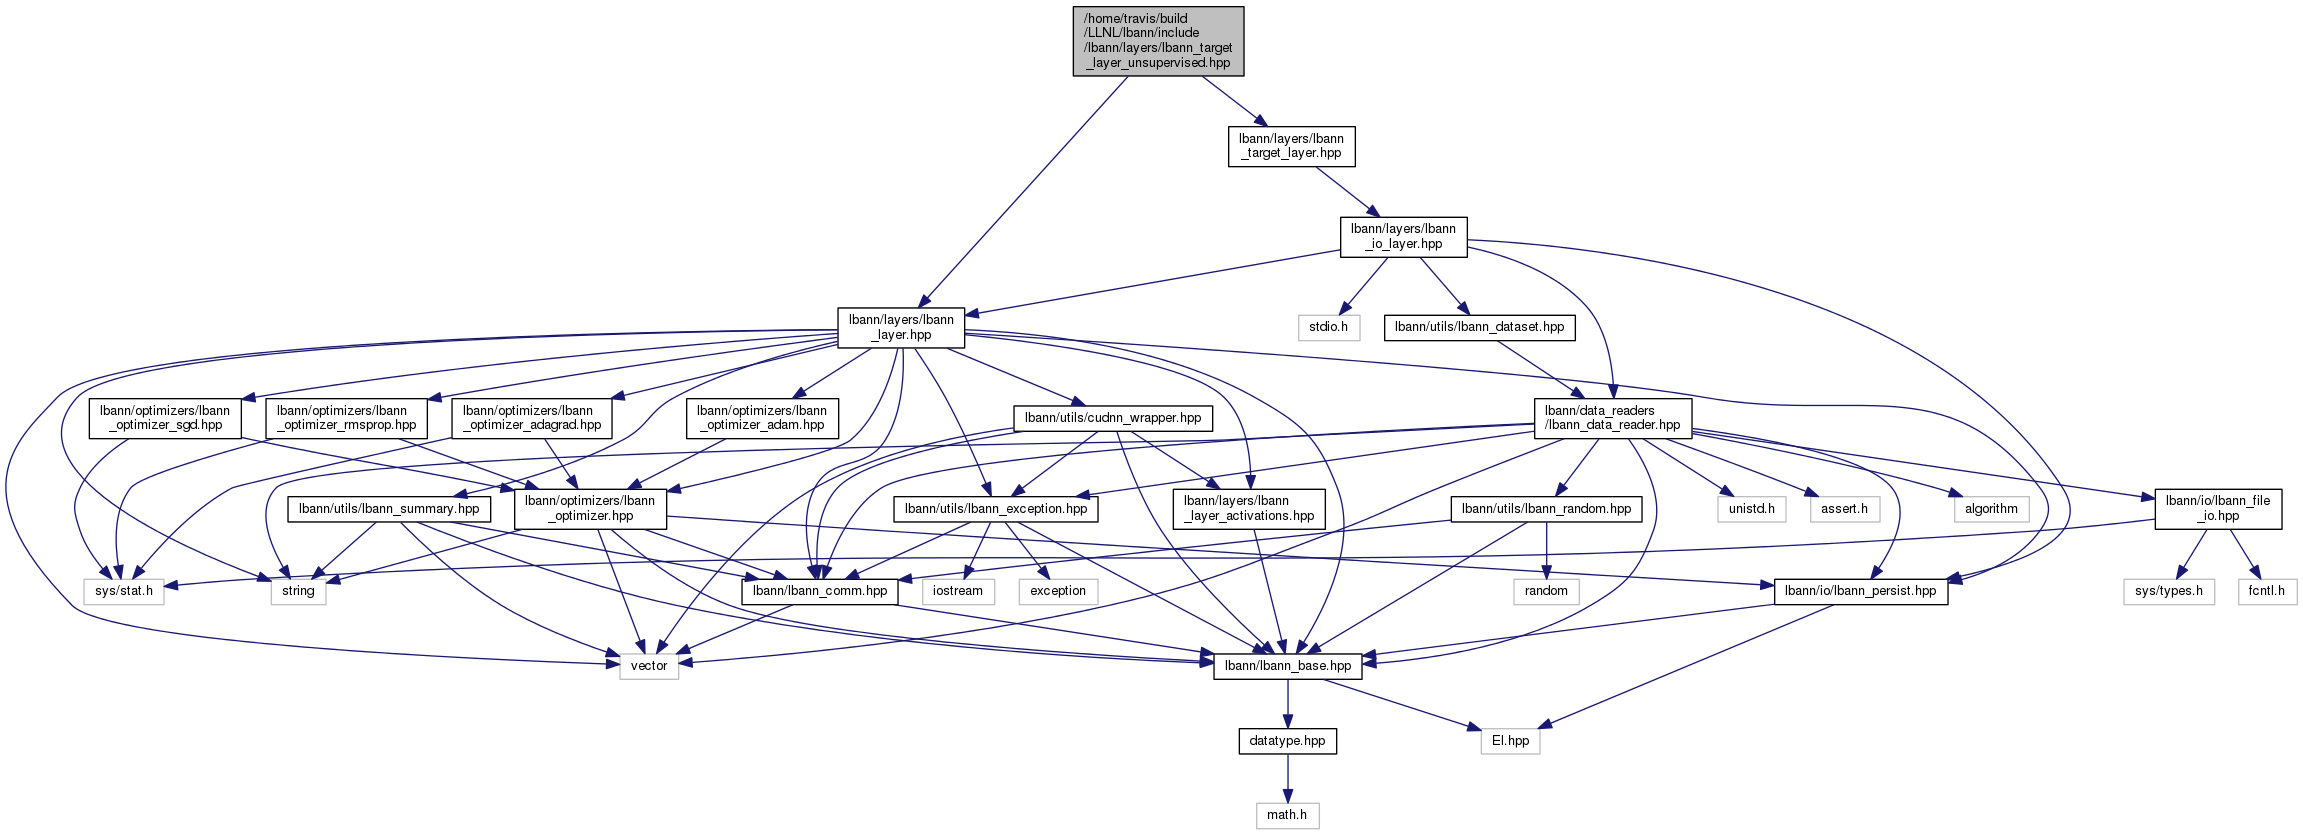 /home/travis/build
/LLNL/lbann/include
/lbann/layers/lbann_target
_layer_unsupervised.hpp
lbann/layers/lbann
_target_layer.hpp
lbann/layers/lbann
_io_layer.hpp
lbann/layers/lbann
_layer.hpp
stdio.h
lbann/utils/lbann_dataset.hpp
lbann/optimizers/lbann
_optimizer_sgd.hpp
lbann/optimizers/lbann
_optimizer_rmsprop.hpp
lbann/optimizers/lbann
_optimizer_adagrad.hpp
lbann/optimizers/lbann
_optimizer_adam.hpp
lbann/utils/cudnn_wrapper.hpp
lbann/data_readers
/lbann_data_reader.hpp
lbann/utils/lbann_summary.hpp
lbann/optimizers/lbann
_optimizer.hpp
lbann/utils/lbann_exception.hpp
lbann/layers/lbann
_layer_activations.hpp
lbann/utils/lbann_random.hpp
unistd.h
assert.h
algorithm
lbann/io/lbann_file
_io.hpp
sys/stat.h
string
lbann/lbann_comm.hpp
iostream
exception
random
lbann/io/lbann_persist.hpp
sys/types.h
fcntl.h
vector
lbann/lbann_base.hpp
datatype.hpp
El.hpp
math.h